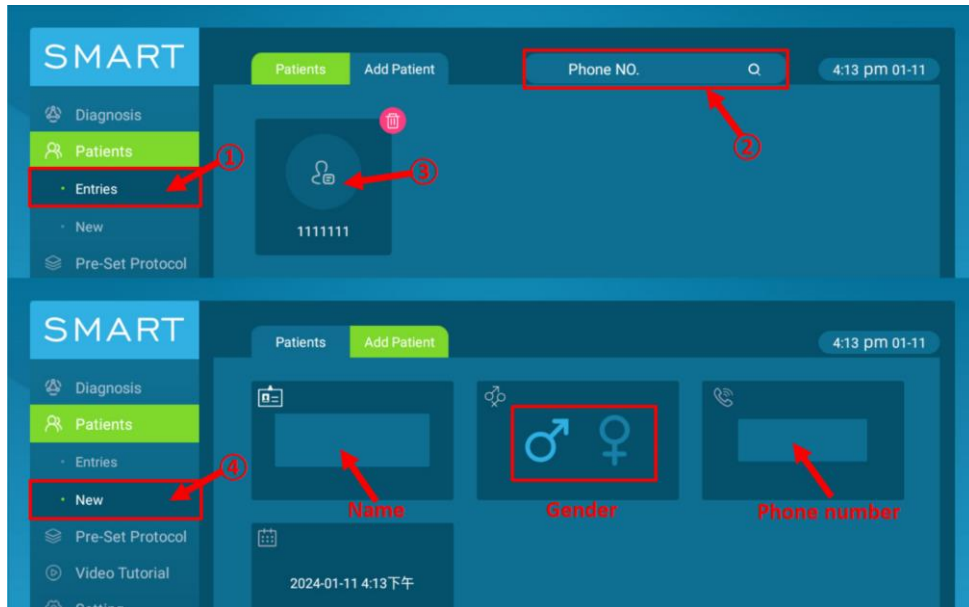 SMART
Patients
Add Patient
Phone NO.
4:13 pm 01-11
Diagnosis
Patients
① 
Entries
②
③
New
1111111
Pre-Set Protocol
SMART
Patients
Add Patient
4:13 pm 01-11
Diagnosis
Patients
Entries
④
New
Name
Gender
Phone number
Pre-Set Protocol
Video Tutorial
2024-01-11 4:13下午